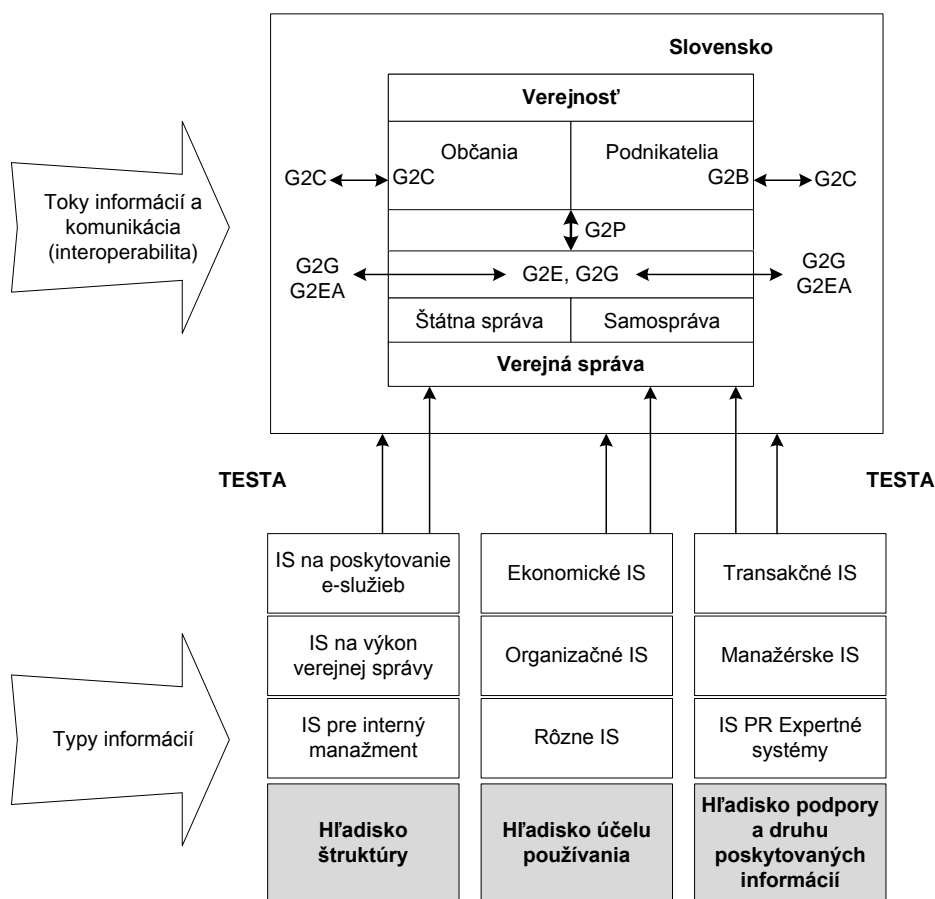 Slovensko
Verejnosť
Občania
Podnikatelia
G2C
G2C
G2B
G2C
Toky informácií a
komunikácia
(interoperabilita)
G2P
G2G
G2EA
G2E, G2G
G2G
G2EA
Štátna správa
Samospráva
Verejná správa
TESTA
TESTA
IS na poskytovanie
e-služieb
Ekonomické IS
Transakčné IS
IS na výkon
verejnej správy
Organizačné IS
Manažérske IS
Typy informácií
IS pre interný
manažment
Rôzne IS
IS PR Expertné
systémy
Hľadisko
štruktúry
Hľadisko účelu
používania
Hľadisko podpory
a druhu
poskytovaných
informácií